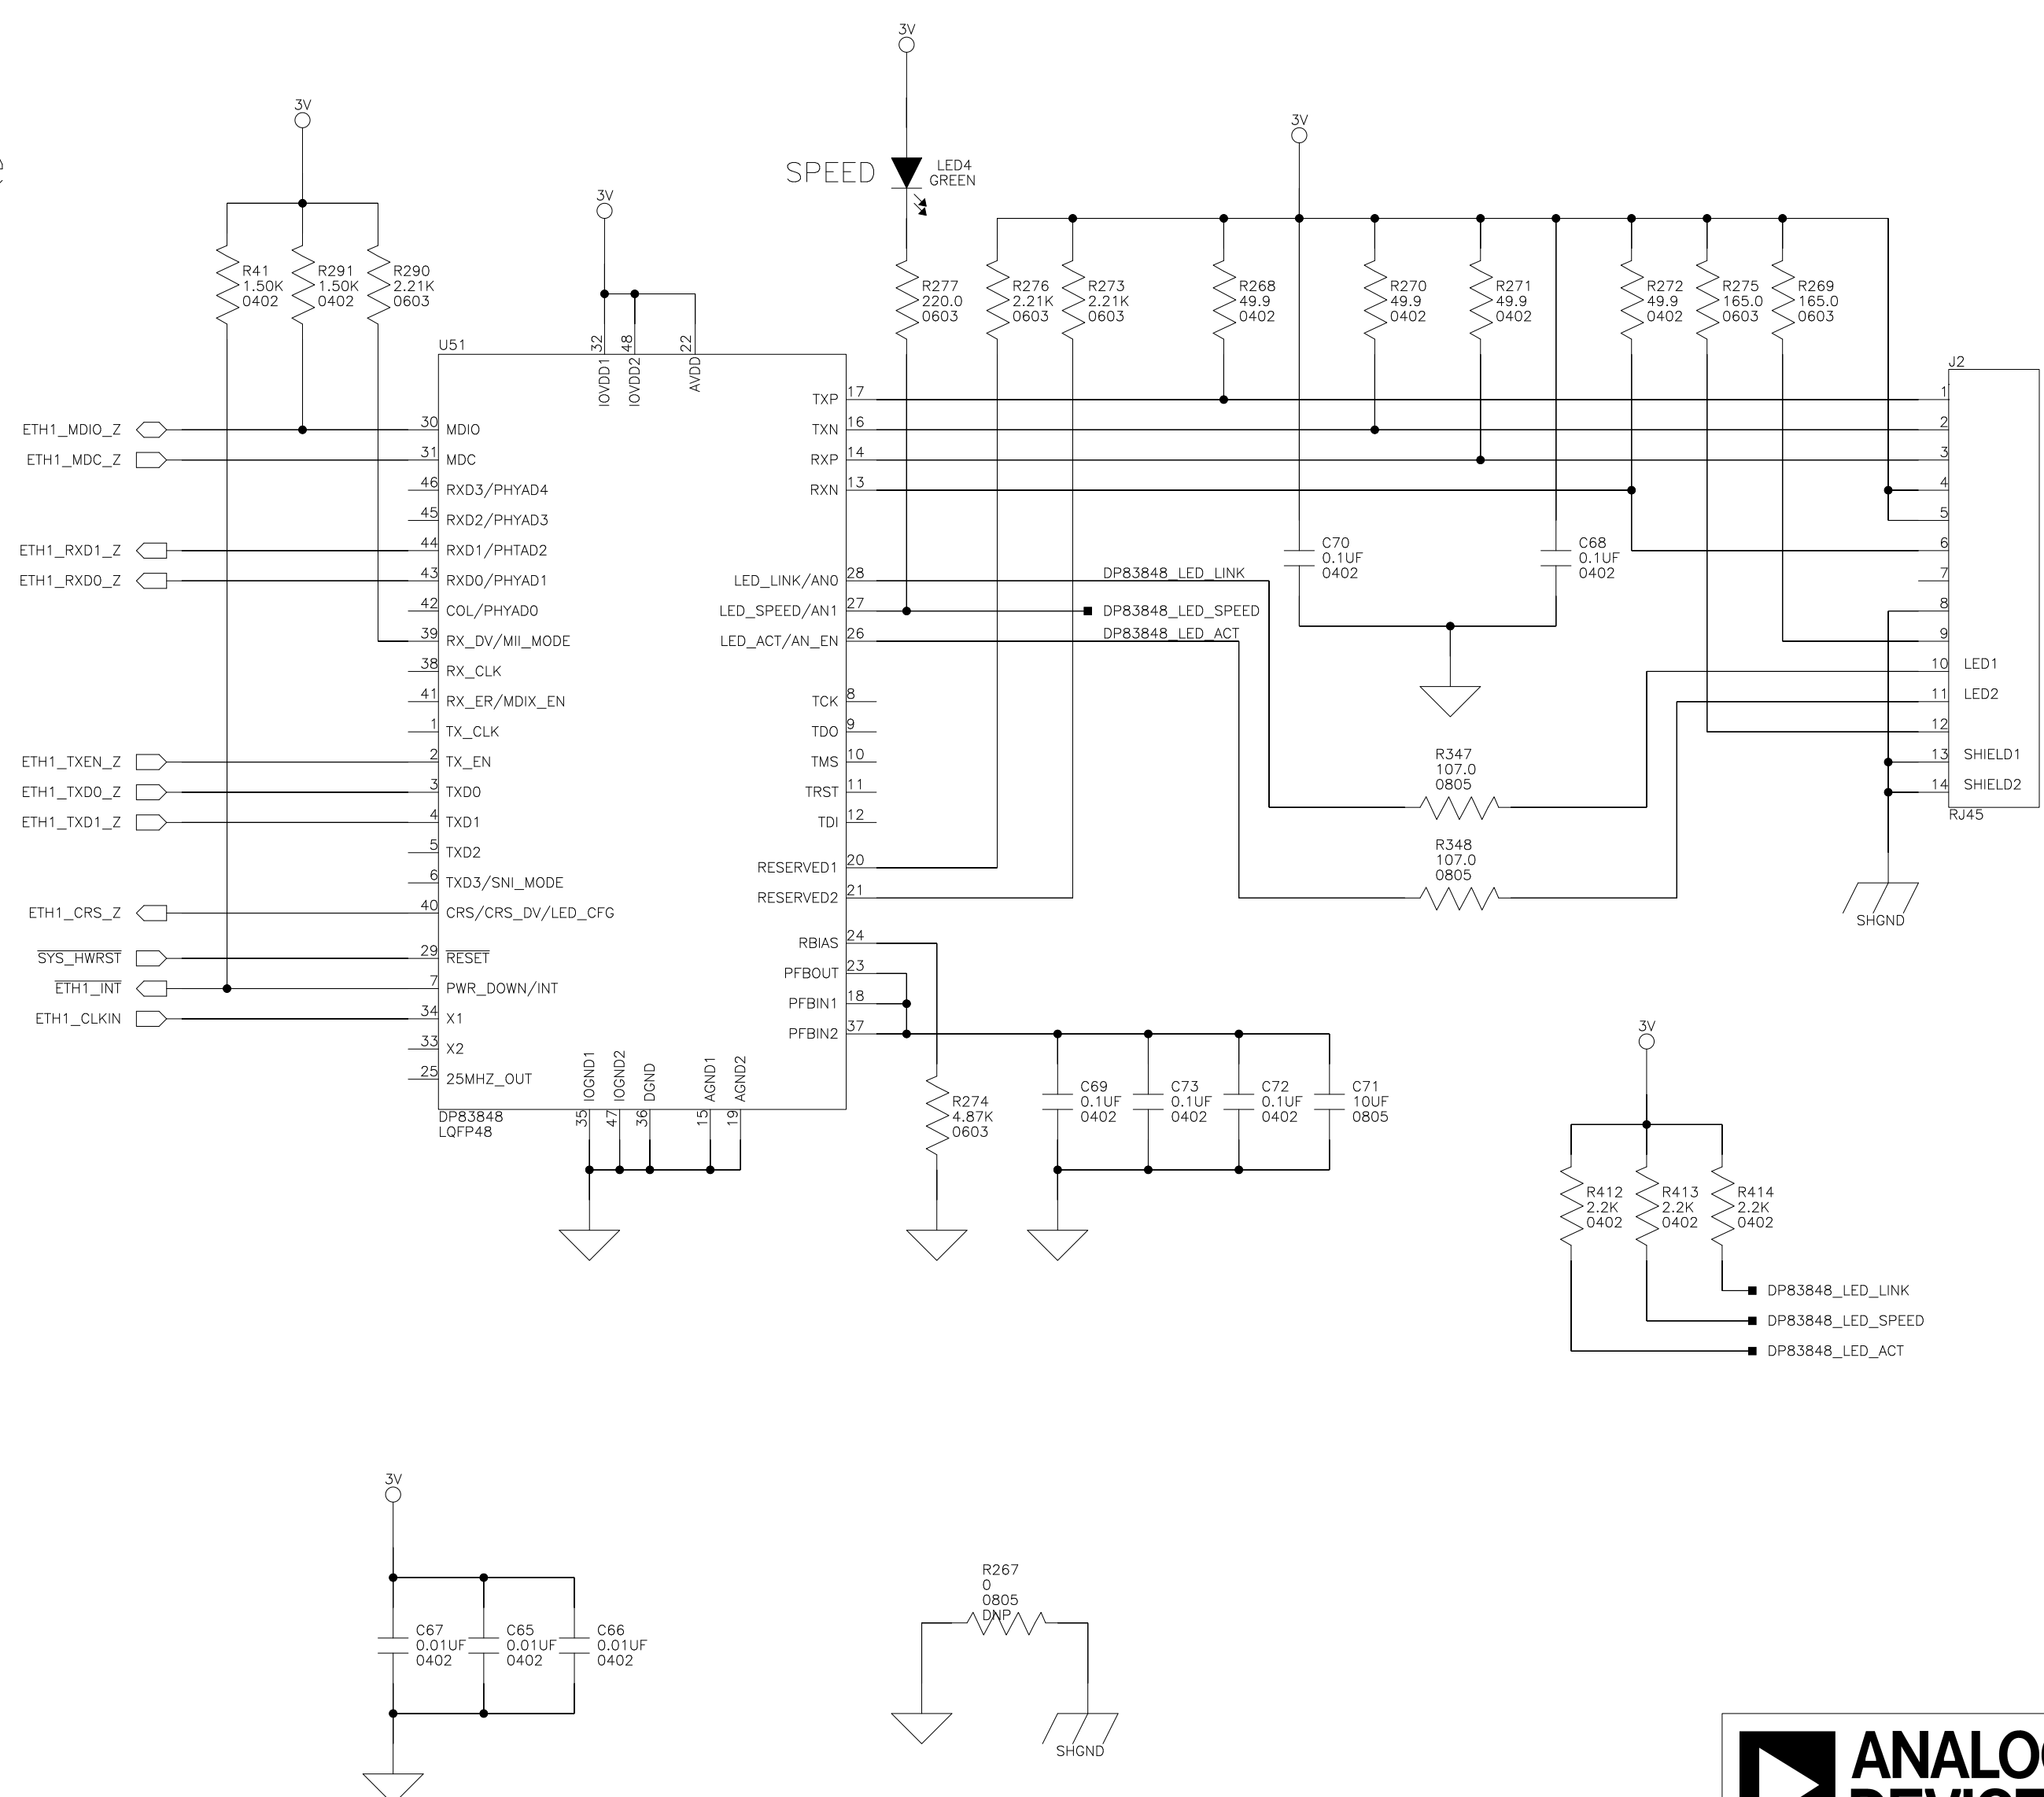 3V
3V
SPEED
LED4
GREEN
3V
3V
R41
1.50K
0402
R291
1.50K
0402
R290
2.21K
0603
R277
220.0
0603
R276
2.21K
0603
R273
2.21K
0603
R268
49.9
0402
R270
49.9
0402
R271
49.9
0402
R272
49.9
0402
R275
165.0
0603
R269
165.0
0603
U51
32
IOVDD1
48
IOVDD2
22
AVDD
ETH1_MDIO_Z
30 MDIO
ETH1_MDC_Z
31 MDC
46 RXD3/PHYAD4
45 RXD2/PHYAD3
ETH1_RXD1_Z
44 RXD1/PHTAD2
ETH1_RXD0_Z
43 RXD0/PHYAD1
42 COL/PHYAD0
39 RX_DV/MII_MODE
38 RX_CLK
41 RX_ER/MDIX_EN
1 TX_CLK
ETH1_TXEN_Z
2 TX_EN
ETH1_TXD0_Z
3 TXD0
ETH1_TXD1_Z
4 TXD1
5 TXD2
6 TXD3/SNI_MODE
ETH1_CRS_Z
40 CRS/CRS_DV/LED_CFG
SYS_HWRST
29 RESET
ETH1_INT
7 PWR_DOWN/INT
ETH1_CLKIN
34 X1
33 X2
25 25MHZ_OUT
TXP 17
TXN 16
RXP 14
RXN 13
LED_LINK/AN0 28
DP83848_LED_LINK
LED_SPEED/AN1 27
DP83848_LED_SPEED
LED_ACT/AN_EN 26
DP83848_LED_ACT
TCK 8
TDO 9
TMS 10
TRST 11
TDI 12
RESERVED1 20
RESERVED2 21
RBIAS 24
PFBOUT 23
PFBIN1 18
PFBIN2 37
35 IOGND1
47 IOGND2
36 DGND
15 AGND1
19 AGND2
DP83848
LQFP48
C70
0.1UF
0402
C68
0.1UF
0402
R347
107.0
0805
R348
107.0
0805
J2
1
2
3
4
5
6
7
8
9
10 LED1
11 LED2
12
13 SHIELD1
14 SHIELD2
RJ45
SHGND
R274
4.87K
0603
C69
0.1UF
0402
C73
0.1UF
0402
C72
0.1UF
0402
C71
10UF
0805
3V
R412
2.2K
0402
R413
2.2K
0402
R414
2.2K
0402
DP83848_LED_LINK
DP83848_LED_SPEED
DP83848_LED_ACT
3V
C67
0.01UF
0402
C65
0.01UF
0402
C66
0.01UF
0402
R267
0
0805
DNP
SHGND